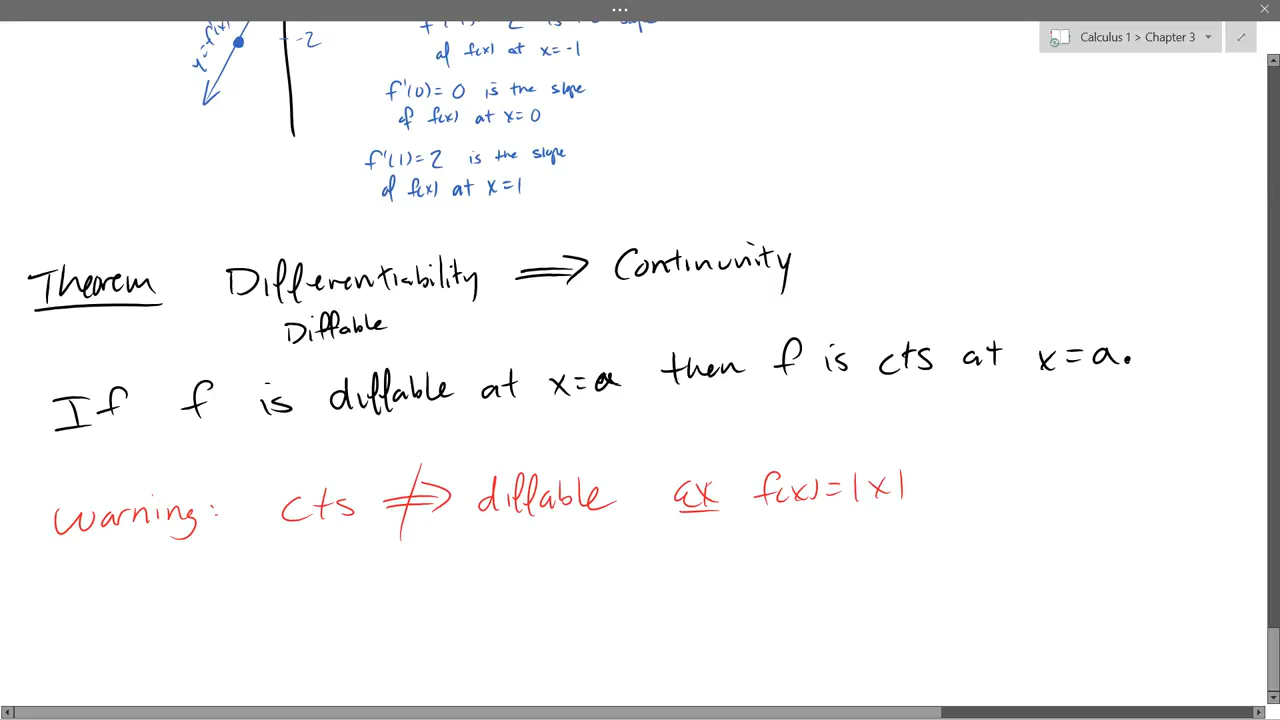 Calculus 1 > Chapter 3
y=f'(x)
-2
of f(x) at x=-1
f'(0)=0 is the slope
of f(x) at x=0
f'(1)=2 is the slope
of f(x) at x=1
Theorem Differentiability ⟹ Continunity
Diffable
If f is diffable at x=a then f is cts at x=a.
Warning: cts ⇏ diffable ex f(x)=|x|